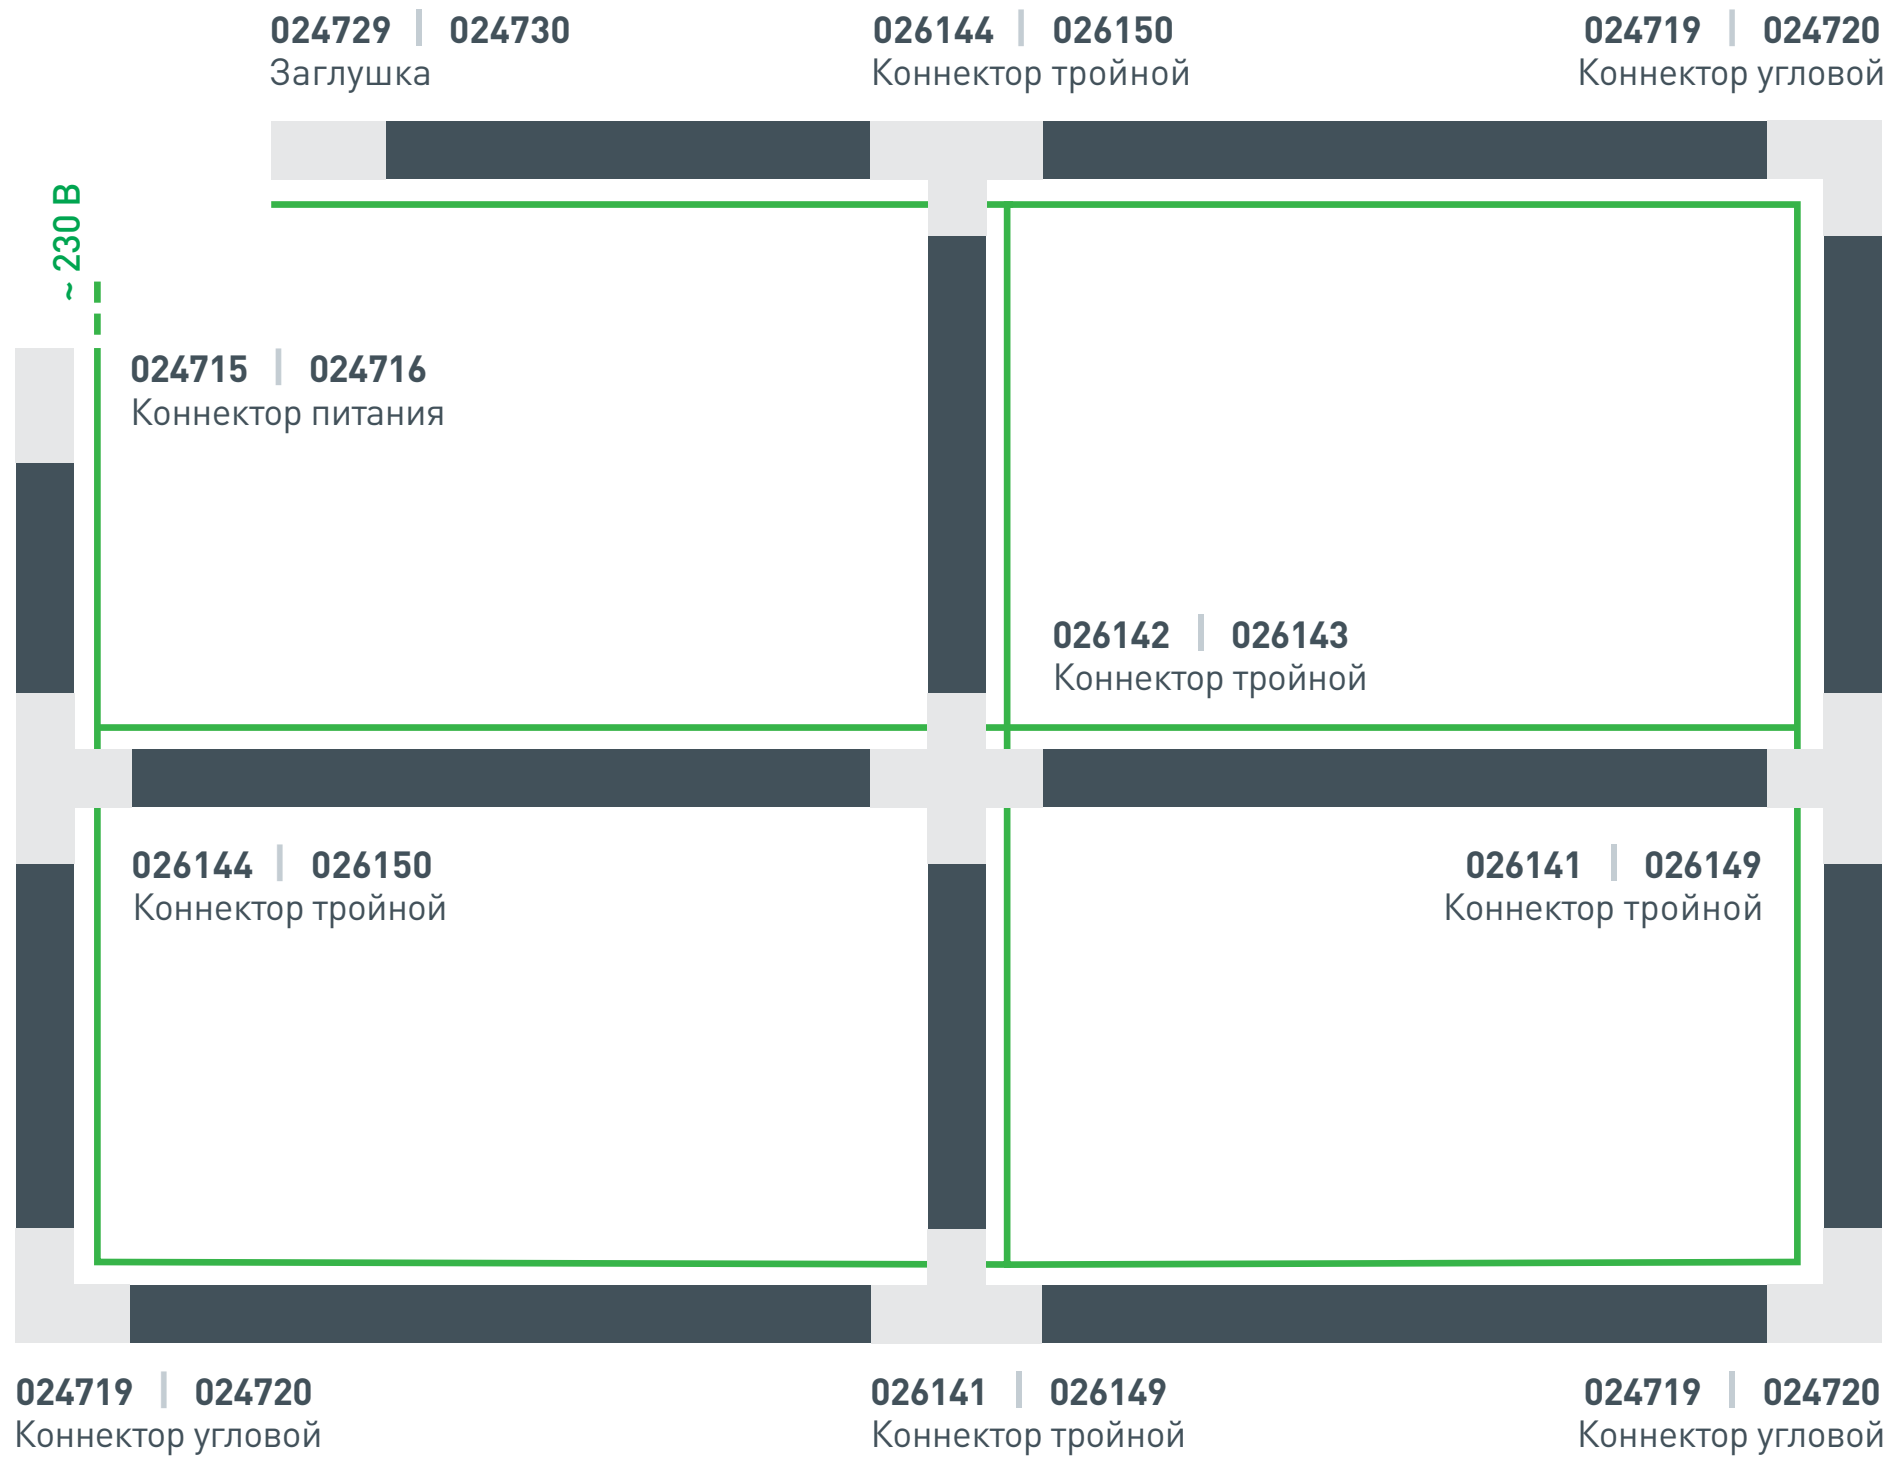 024729 | 024730
Заглушка
026144 | 026150
Коннектор тройной
024719 | 024720
Коннектор угловой
~ 230 В
024715 | 024716
Коннектор питания
026142 | 026143
Коннектор тройной
026144 | 026150
Коннектор тройной
026141 | 026149
Коннектор тройной
024719 | 024720
Коннектор угловой
026141 | 026149
Коннектор тройной
024719 | 024720
Коннектор угловой